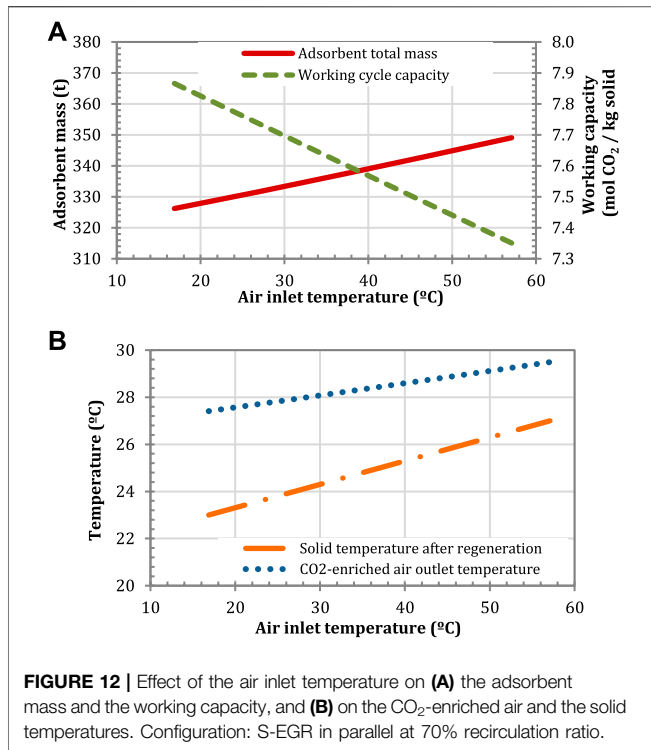 A
Adsorbent total mass
Working cycle capacity
380
370
360
350
340
330
320
310
Adsorbent mass (t)
8.0
7.9
7.8
7.7
7.6
7.5
7.4
7.3
Working capacity
(mol CO₂ / kg solid
10 20 30 40 50 60
Air inlet temperature (ºC)
B
30
28
26
24
22
20
Temperature (ºC)
Solid temperature after regeneration
CO2-enriched air outlet temperature
10 20 30 40 50 60
Air inlet temperature (ºC)
FIGURE 12 | Effect of the air inlet temperature on (A) the adsorbent
mass and the working capacity, and (B) on the CO₂-enriched air and the solid
temperatures. Configuration: S-EGR in parallel at 70% recirculation ratio.